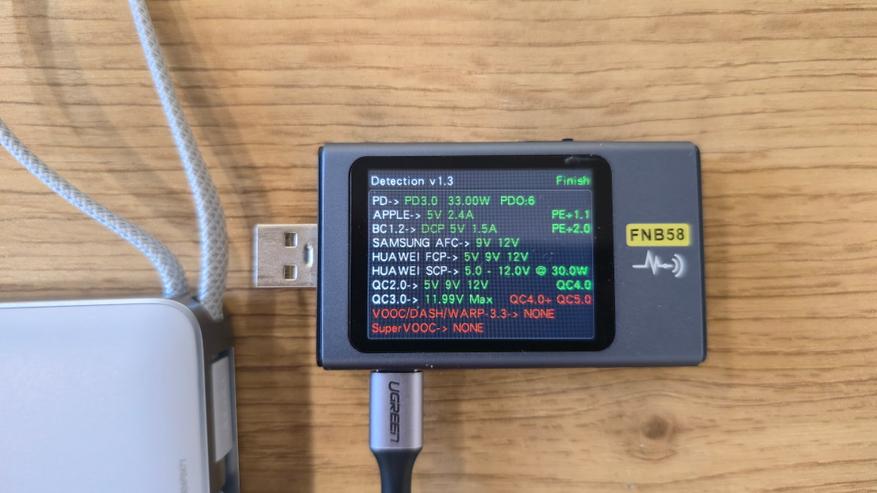 Detection v1.3 Finish
PD-> PD3.0 33.00W PDO:6
APPLE-> 5V 2.4A PE+1.1
BC1.2-> DCP 5V 1.5A PE+2.0
SAMSUNG AFC-> 9V 12V
HUAWEI FCP-> 5V 9V 12V
HUAWEI SCP-> 5.0 - 12.0V @ 30.0W
QC2.0-> 5V 9V 12V QC4.0
QC3.0-> 11.99V Max QC4.0+ QC5.0
VOOC/DASH/WARP-3.3-> NONE
SuperVOOC-> NONE
FNB58
UGREEN